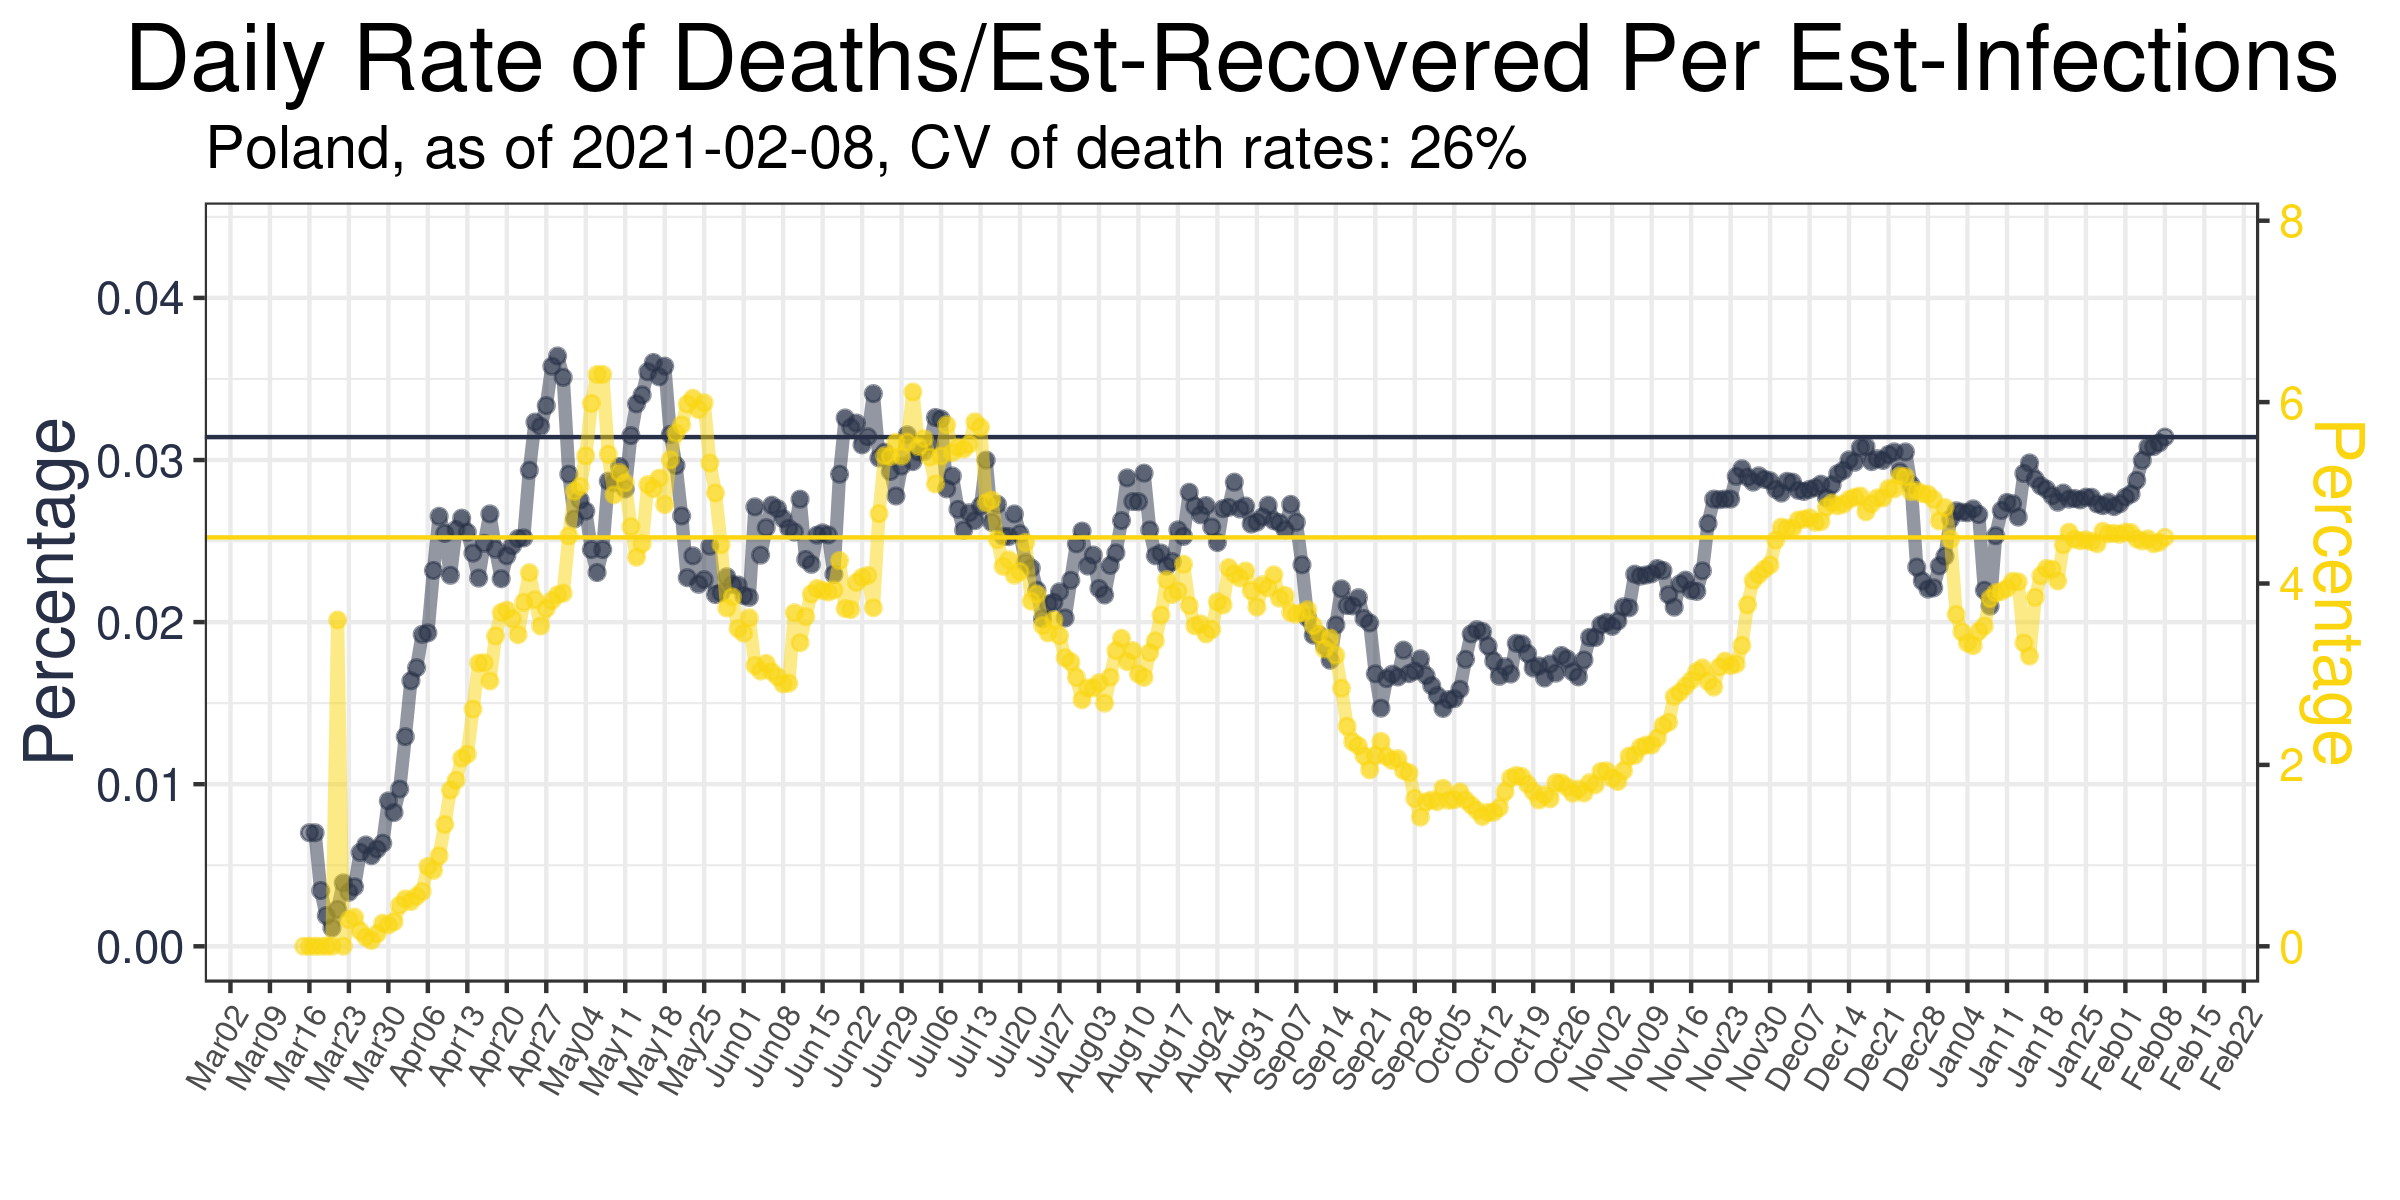 Daily Rate of Deaths/Est-Recovered Per Est-Infections
Poland, as of 2021-02-08, CV of death rates: 26%
Percentage
0.04
0.03
0.02
0.01
0.00
8
6
4
2
0
Percentage
Mar02
Mar09
Mar16
Mar23
Mar30
Apr06
Apr13
Apr20
Apr27
May04
May11
May18
May25
Jun01
Jun08
Jun15
Jun22
Jun29
Jul06
Jul13
Jul20
Jul27
Aug03
Aug10
Aug17
Aug24
Aug31
Sep07
Sep14
Sep21
Sep28
Oct05
Oct12
Oct19
Oct26
Nov02
Nov09
Nov16
Nov23
Nov30
Dec07
Dec14
Dec21
Dec28
Jan04
Jan11
Jan18
Jan25
Feb01
Feb08
Feb15
Feb22